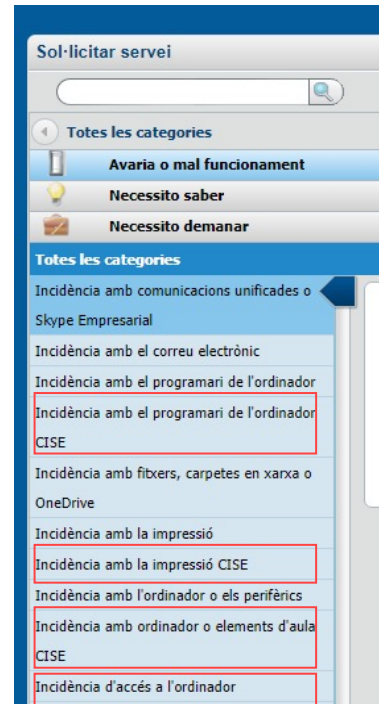 Sol·licitar servei
Totes les categories
Avaria o mal funcionament
Necessito saber
Necessito demanar
Totes les categories
Incidència amb comunicacions unificades o
Skype Empresarial
Incidència amb el correu electrònic
Incidència amb el programari de l'ordinador
Incidència amb el programari de l'ordinador
CISE
Incidència amb fitxers, carpetes en xarxa o
OneDrive
Incidència amb la impressió
Incidència amb la impressió CISE
Incidència amb l'ordinador o els perifèrics
Incidència amb ordinador o elements d'aula
CISE
Incidència d'accés a l'ordinador